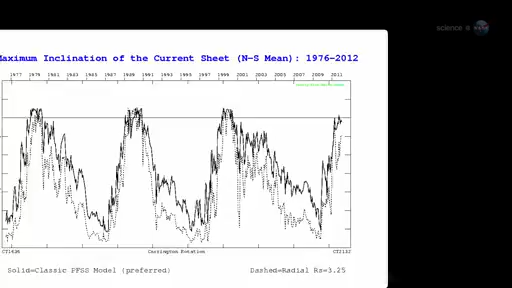 science @ NASA
Maximum Inclination of the Current Sheet (N-S Mean): 1976-2012
1977 1979 1981 1983 1985 1987 1989 1991 1993 1995 1997 1999 2001 2003 2005 2007 2009 2011
Carrington Rotation
Solid=Classic PFSS Model (preferred) Dashed=Radial Rs=3.25